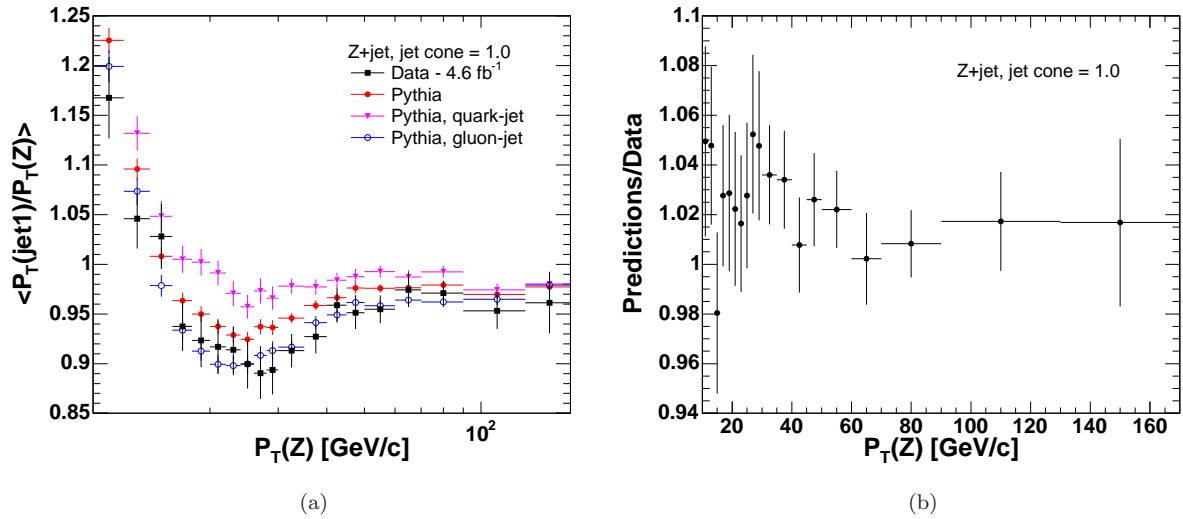 <P_T(jet1)/P_T(Z)>
1.25
1.2
1.15
1.1
1.05
1
0.95
0.9
0.85
Z+jet, jet cone = 1.0
Data - 4.6 fb⁻¹
Pythia
Pythia, quark-jet
Pythia, gluon-jet
10²
P_T(Z) [GeV/c]
(a)
Predictions/Data
1.1
1.08
1.06
1.04
1.02
1
0.98
0.96
0.94
Z+jet, jet cone = 1.0
20 40 60 80 100 120 140 160
P_T(Z) [GeV/c]
(b)